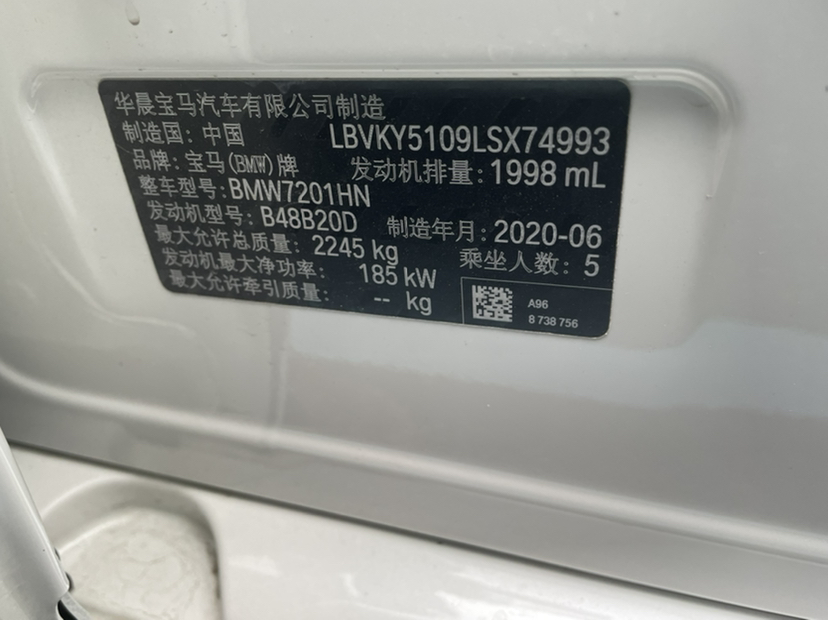 华晨宝马汽车有限公司制造
制造国: 中国 LBVKY5109LSX74993
品牌: 宝马(BMW)牌 发动机排量: 1998 mL
整车型号: BMW7201HN
发动机型号: B48B20D 制造年月: 2020-06
最大允许总质量: 2245 kg 乘坐人数: 5
发动机最大净功率: 185 kW
最大允许牵引质量: -- kg
A96
8 738 756